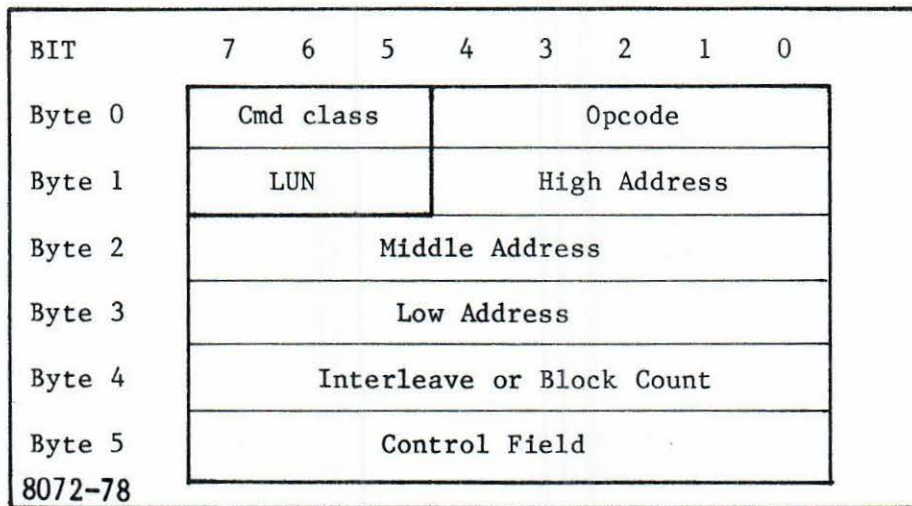 BIT 7 6 5 4 3 2 1 0
Byte 0 Cmd class Opcode
Byte 1 LUN High Address
Byte 2 Middle Address
Byte 3 Low Address
Byte 4 Interleave or Block Count
Byte 5 Control Field
8072-78